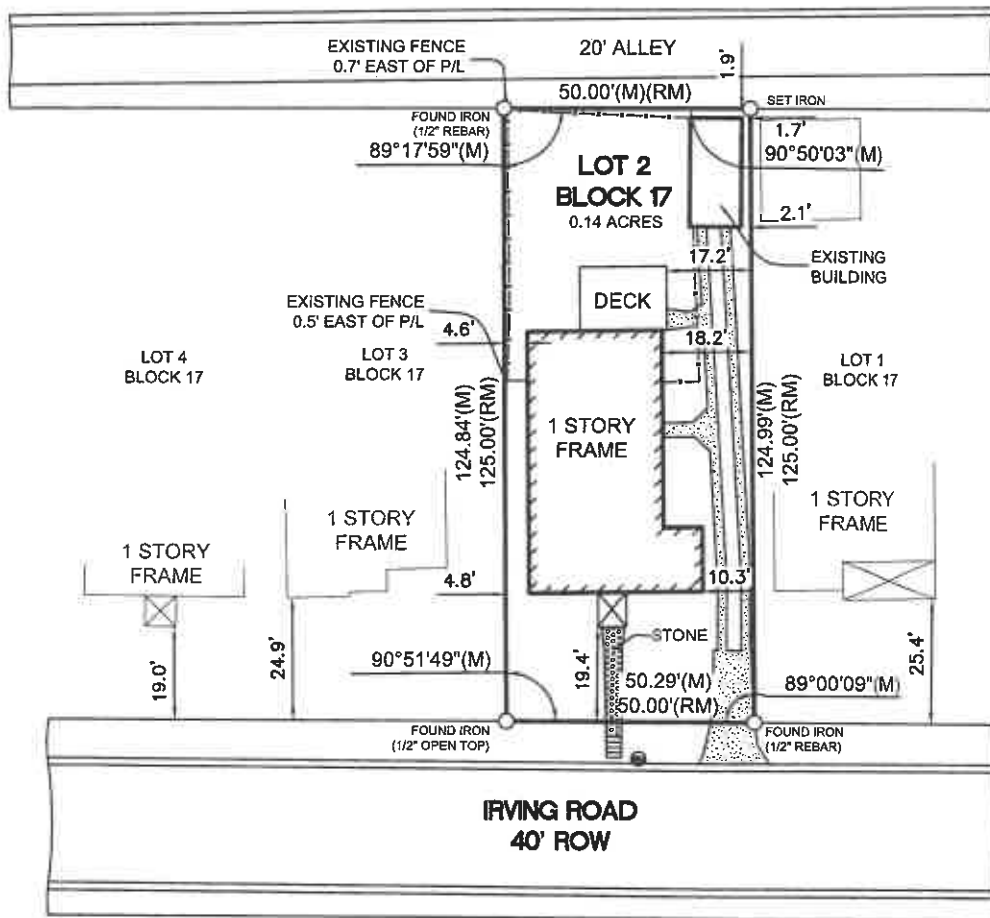 EXISTING FENCE
0.7' EAST OF P/L
20' ALLEY
1.9'
50.00'(M)(RM)
SET IRON
FOUND IRON
(1/2" REBAR)
89°17'59"(M)
1.7'
90°50'03"(M)
LOT 2
BLOCK 17
0.14 ACRES
2.1'
17.2'
EXISTING
BUILDING
DECK
EXISTING FENCE
0.5' EAST OF P/L
4.6'
18.2'
LOT 4
BLOCK 17
LOT 3
BLOCK 17
LOT 1
BLOCK 17
124.84'(M)
125.00'(RM)
1 STORY
FRAME
124.99'(M)
125.00'(RM)
1 STORY
FRAME
1 STORY
FRAME
1 STORY
FRAME
4.8'
10.3'
STONE
19.0'
24.9'
90°51'49"(M)
19.4'
50.29'(M)
50.00'(RM)
89°00'09"(M)
25.4'
FOUND IRON
(1/2" OPEN TOP)
FOUND IRON
(1/2" REBAR)
IRVING ROAD
40' ROW